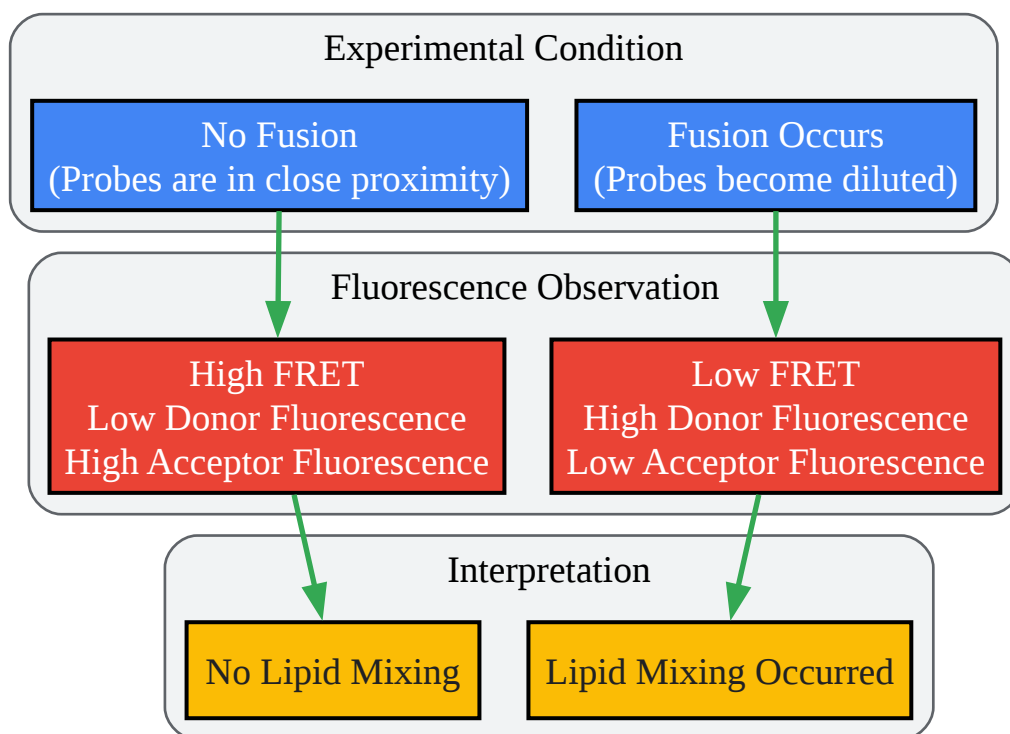 Experimental Condition
No Fusion
(Probes are in close proximity)
Fusion Occurs
(Probes become diluted)
Fluorescence Observation
High FRET
Low Donor Fluorescence
High Acceptor Fluorescence
Low FRET
High Donor Fluorescence
Low Acceptor Fluorescence
Interpretation
No Lipid Mixing
Lipid Mixing Occurred